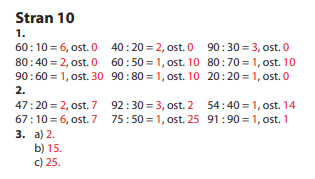 Stran 10
1.
60 : 10 = 6, ost. 0 40 : 20 = 2, ost. 0 90 : 30 = 3, ost. 0
80 : 40 = 2, ost. 0 60 : 50 = 1, ost. 10 80 : 70 = 1, ost. 10
90 : 60 = 1, ost. 30 90 : 80 = 1, ost. 10 20 : 20 = 1, ost. 0
2.
47 : 20 = 2, ost. 7 92 : 30 = 3, ost. 2 54 : 40 = 1, ost. 14
67 : 10 = 6, ost. 7 75 : 50 = 1, ost. 25 91 : 90 = 1, ost. 1
3. a) 2.
b) 15.
c) 25.